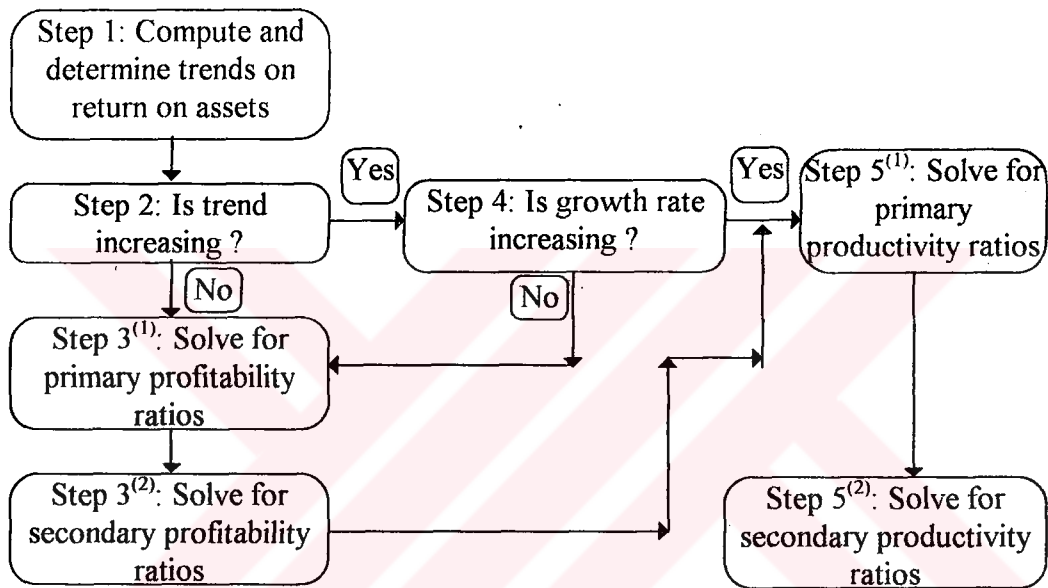 Step 1: Compute and
determine trends on
return on assets
Step 2: Is trend
increasing ?
Yes
Step 4: Is growth rate
increasing ?
Yes
Step 5⁽¹⁾: Solve for
primary
productivity ratios
No
No
Step 3⁽¹⁾: Solve for
primary profitability
ratios
Step 3⁽²⁾: Solve for
secondary profitability
ratios
Step 5⁽²⁾: Solve for
secondary productivity
ratios